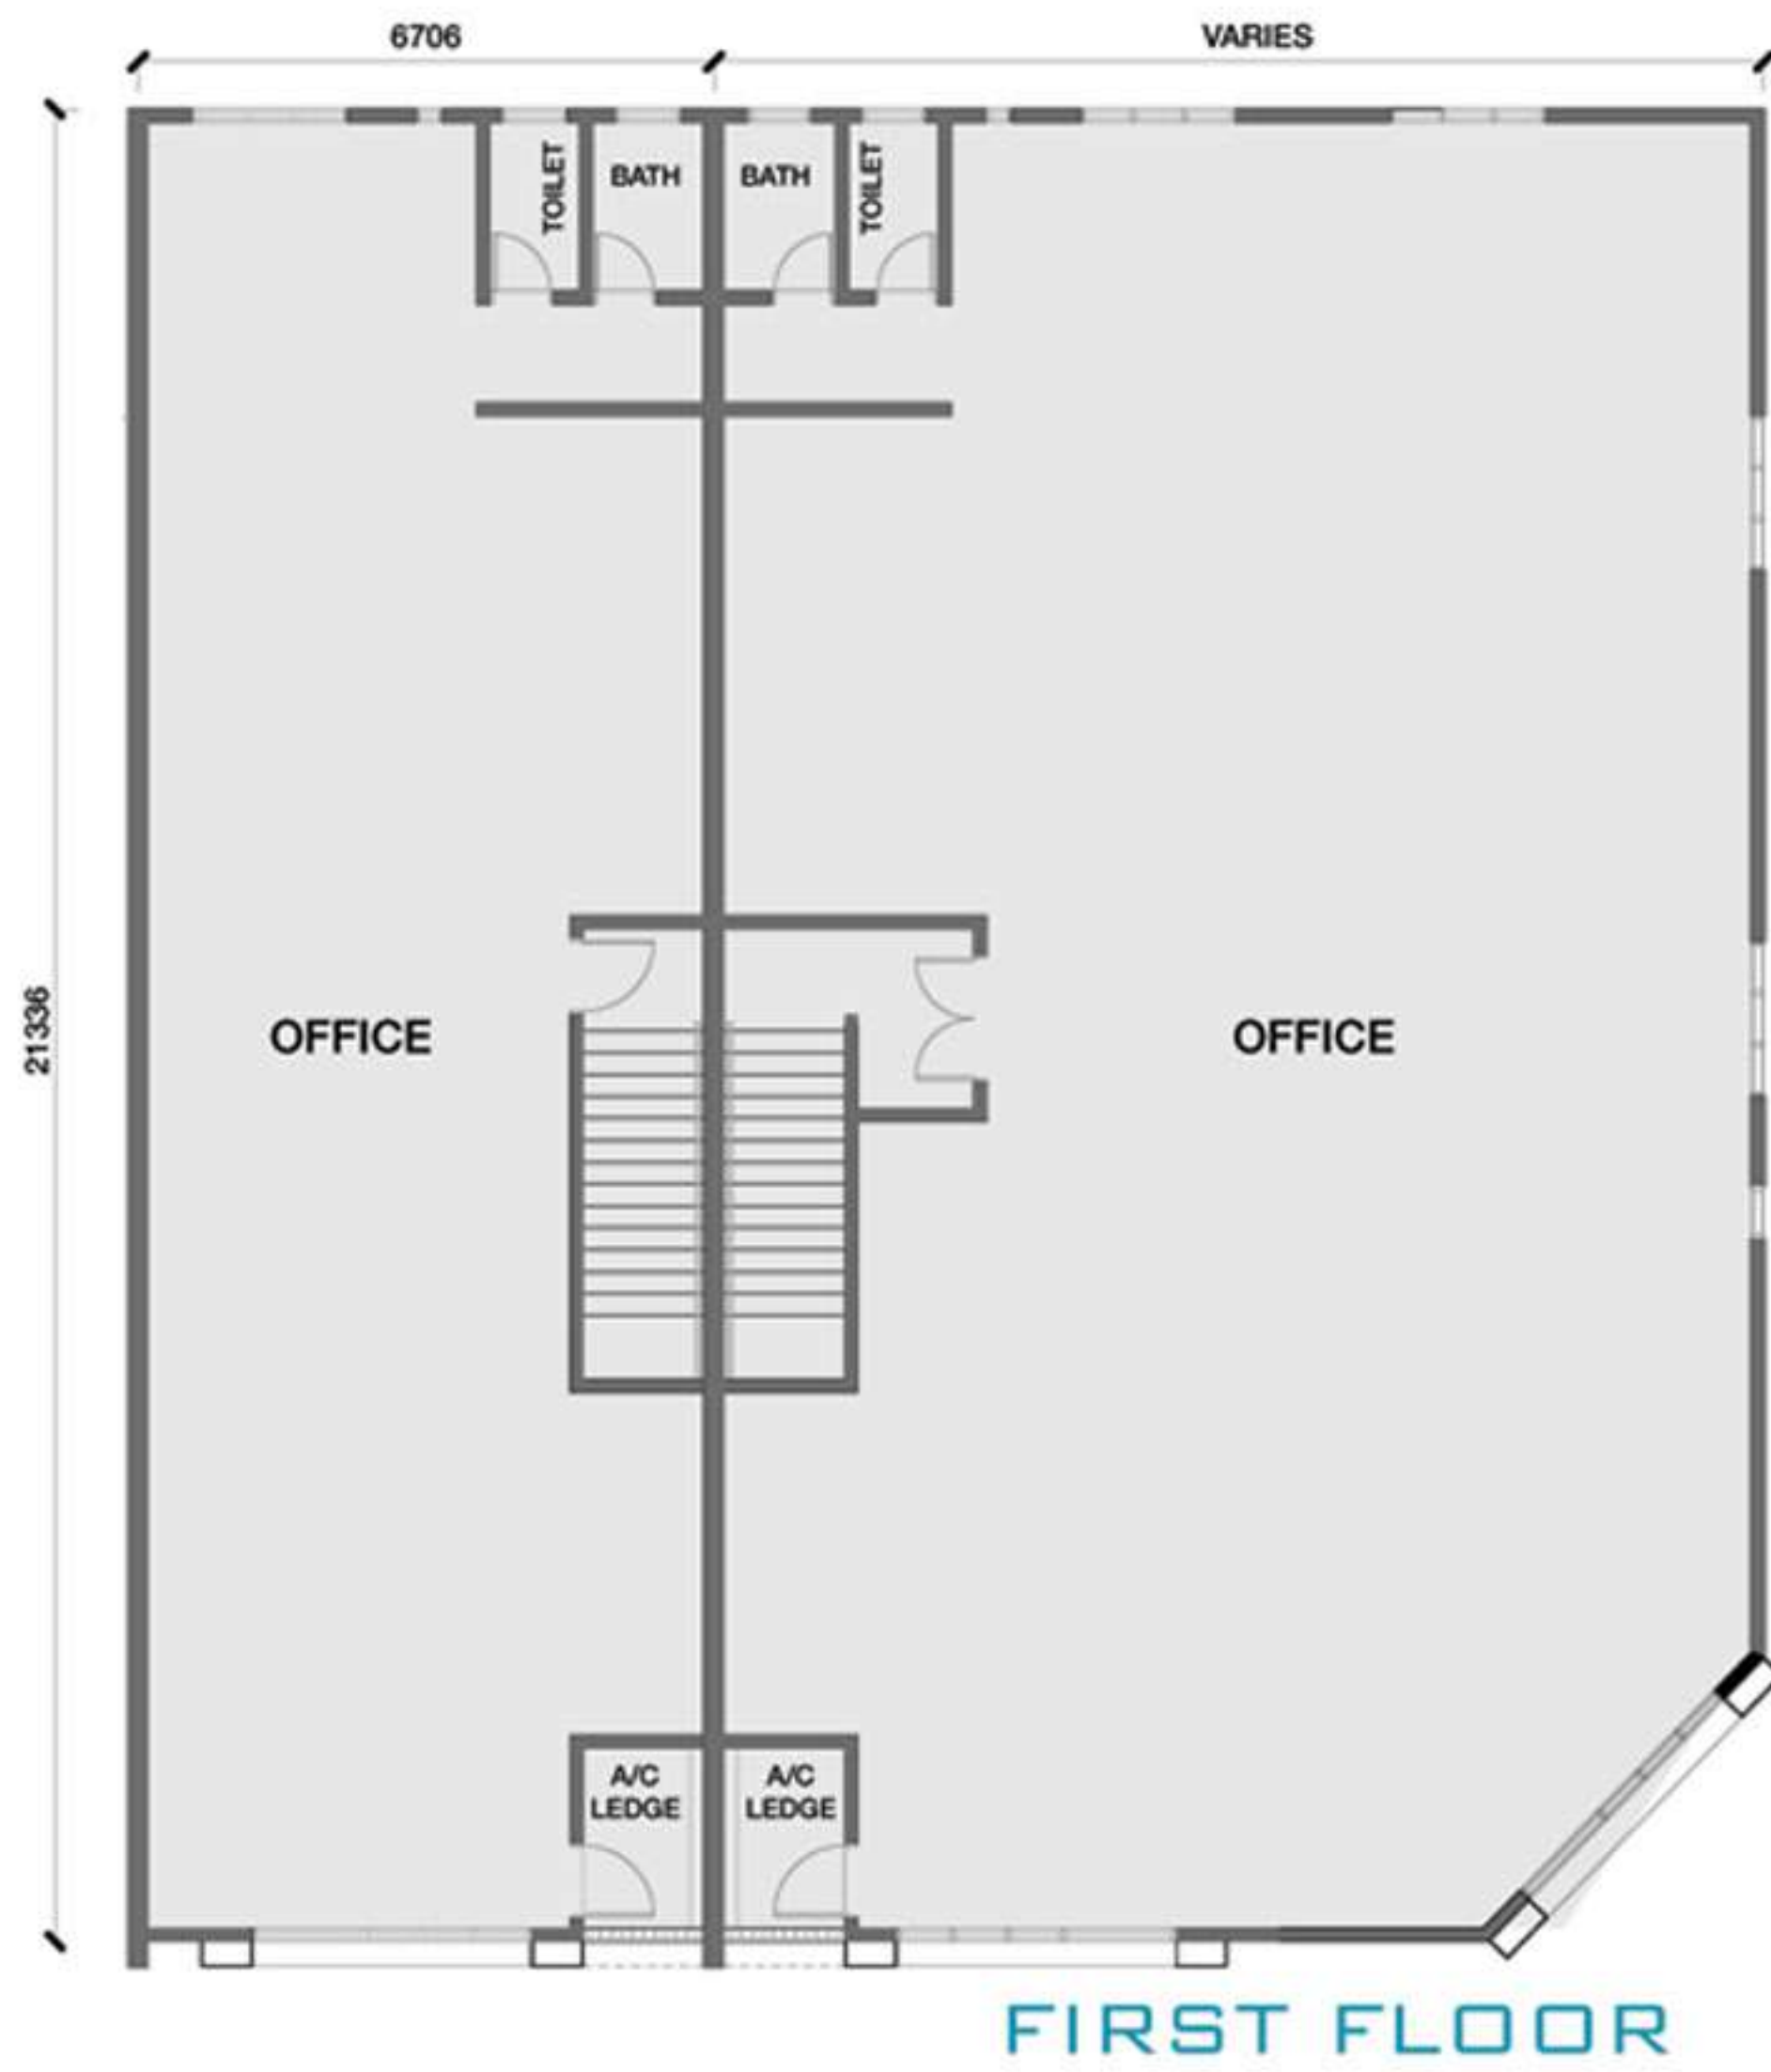 6706
VARIES
TOILET
BATH
BATH
TOILET
21336
OFFICE
OFFICE
A/C
LEDGE
A/C
LEDGE
FIRST FLOOR